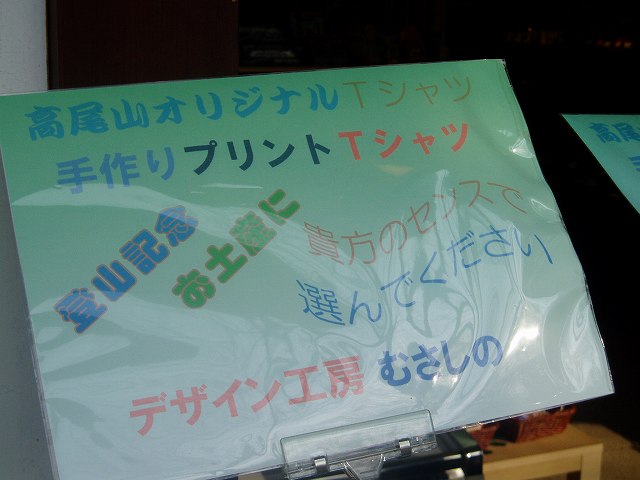 高尾山オリジナルTシャツ
手作りプリントTシャツ
登山記念
お土産に
貴方のセンスで
選んでください
デザイン工房 むさしの
高尾